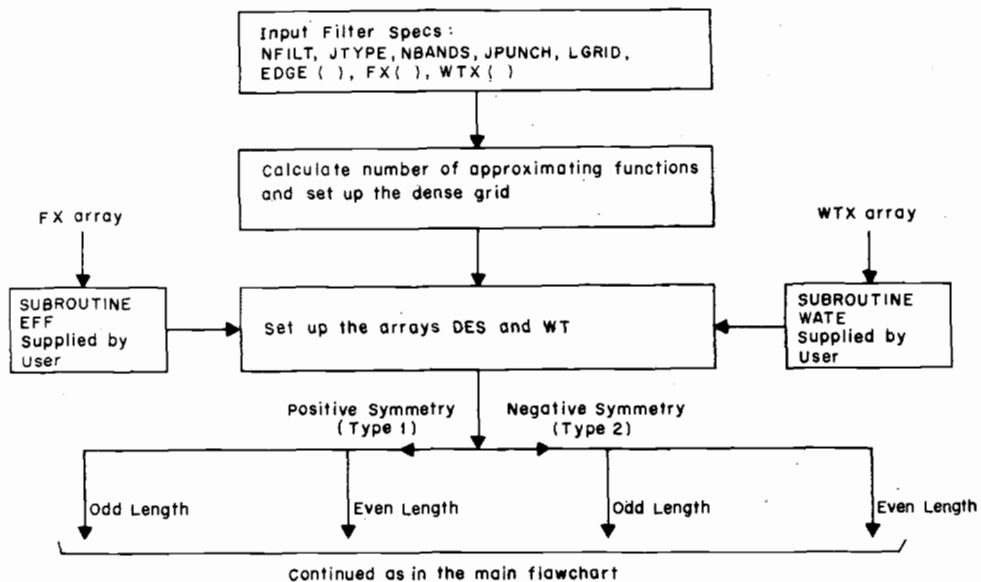 Input Filter Specs:
NFILT, JTYPE, NBANDS, JPUNCH, LGRID,
EDGE ( ), FX( ), WTX( )
Calculate number of approximating functions
and set up the dense grid
FX array
WTX array
SUBROUTINE
EFF
Supplied by
User
Set up the arrays DES and WT
SUBROUTINE
WATE
Supplied by
User
Positive Symmetry
(Type 1)
Negative Symmetry
(Type 2)
Odd Length
Even Length
Odd Length
Even Length
Continued as in the main flawchart